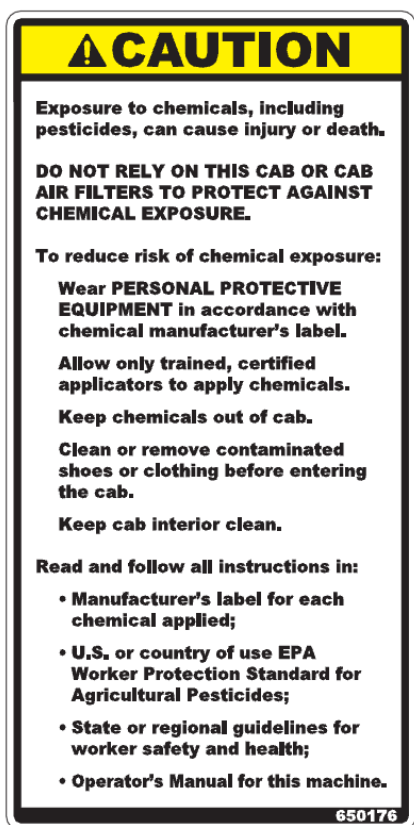 CAUTION
Exposure to chemicals, including
pesticides, can cause injury or death.
DO NOT RELY ON THIS CAB OR CAB
AIR FILTERS TO PROTECT AGAINST
CHEMICAL EXPOSURE.
To reduce risk of chemical exposure:
Wear PERSONAL PROTECTIVE
EQUIPMENT in accordance with
chemical manufacturer's label.
Allow only trained, certified
applicators to apply chemicals.
Keep chemicals out of cab.
Clean or remove contaminated
shoes or clothing before entering
the cab.
Keep cab interior clean.
Read and follow all instructions in:
• Manufacturer's label for each
chemical applied;
• U.S. or country of use EPA
Worker Protection Standard for
Agricultural Pesticides;
• State or regional guidelines for
worker safety and health;
• Operator's Manual for this machine.
650176